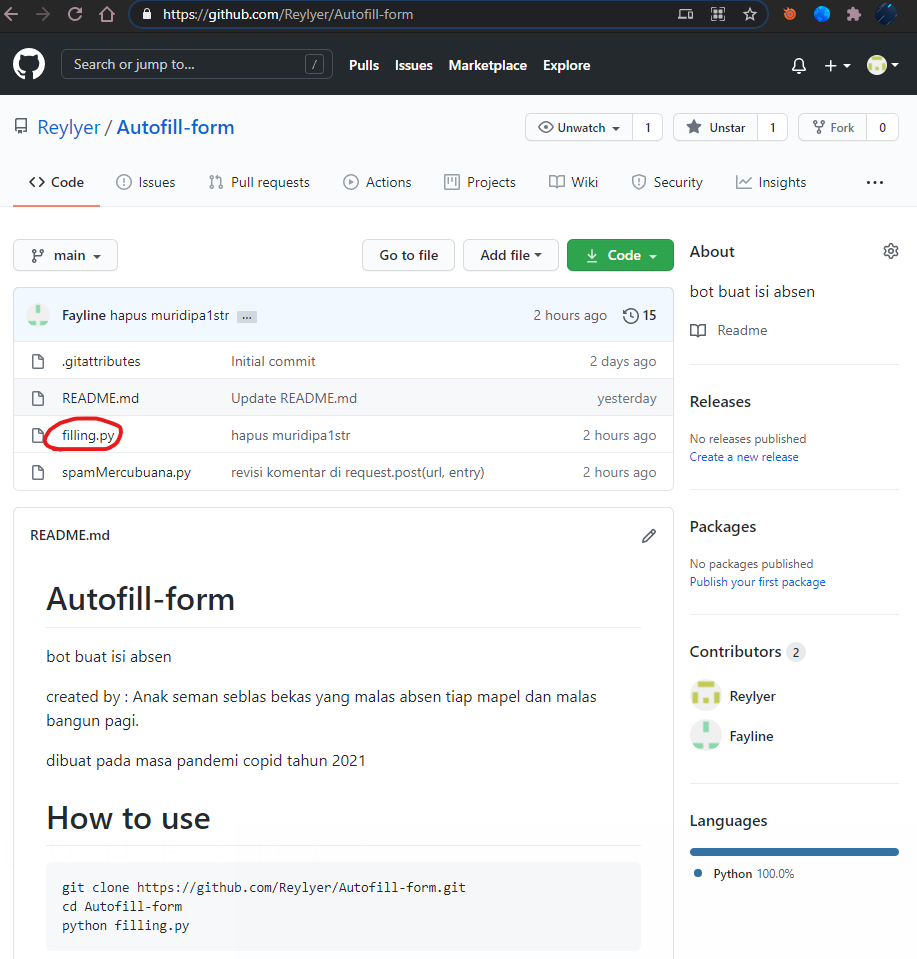 https://github.com/Reylyer/Autofill-form
Search or jump to... /
Pulls Issues Marketplace Explore
Reylyer / Autofill-form
Unwatch 1 Unstar 1 Fork 0
Code Issues Pull requests Actions Projects Wiki Security Insights ...
main Go to file Add file Code
Fayline hapus muridipa1str ... 2 hours ago 15
.gitattributes Initial commit 2 days ago
README.md Update README.md yesterday
filling.py hapus muridipa1str 2 hours ago
spamMercubuana.py revisi komentar di request.post(url, entry) 2 hours ago
README.md
Autofill-form
bot buat isi absen
created by : Anak seman seblas bekas yang malas absen tiap mapel dan malas
bangun pagi.
dibuat pada masa pandemi copid tahun 2021
How to use
git clone https://github.com/Reylyer/Autofill-form.git
cd Autofill-form
python filling.py
About
bot buat isi absen
Readme
Releases
No releases published
Create a new release
Packages
No packages published
Publish your first package
Contributors 2
Reylyer
Fayline
Languages
Python 100.0%